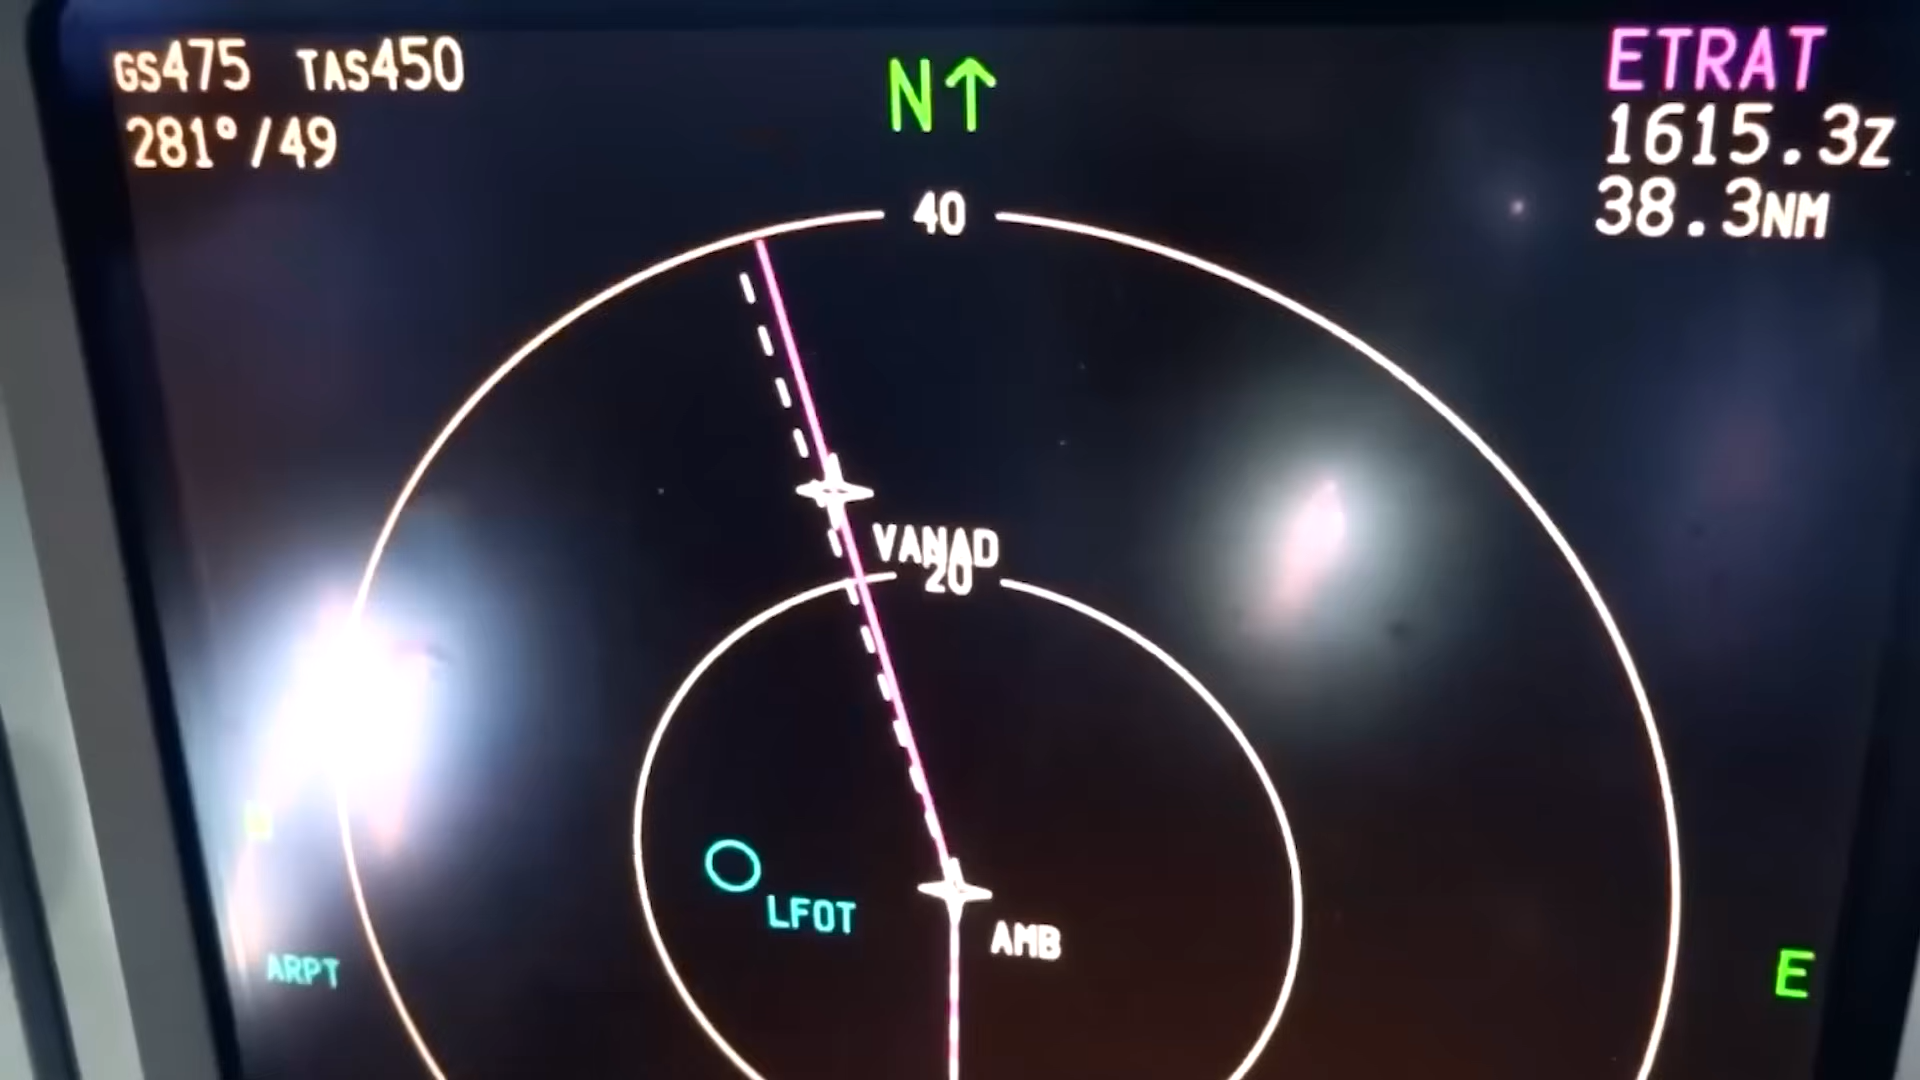 GS475 TAS450
281°/49
N↑
ETRAT
1615.3Z
38.3NM
40
VANAD
20
LFOT
AMB
ARPT
E